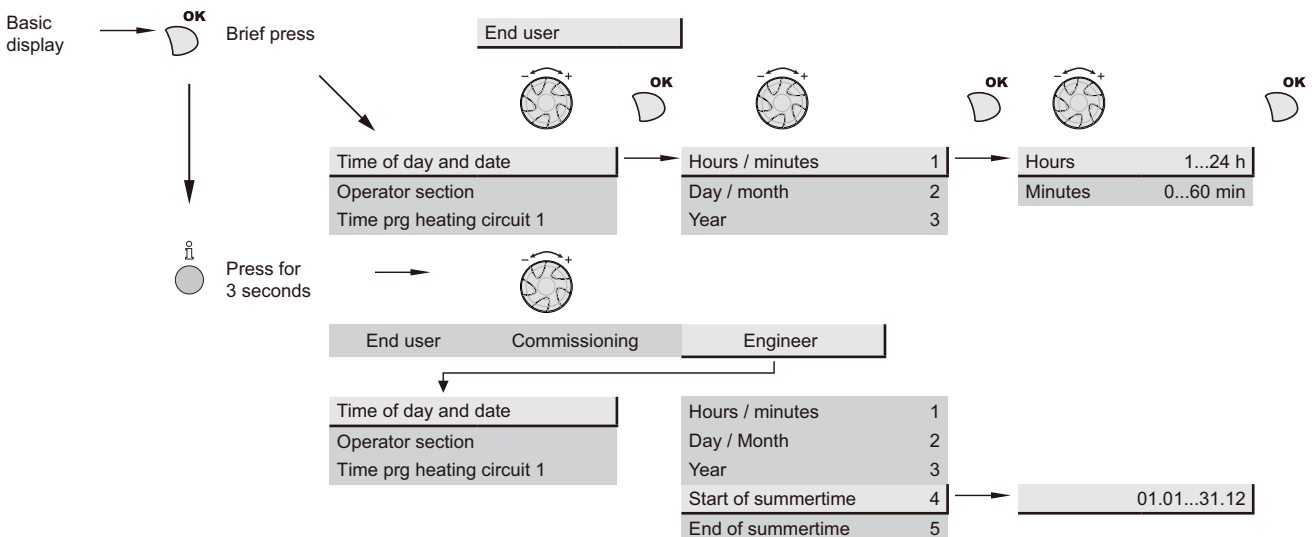 Basic
display
OK
Brief press
End user
- +
OK
- +
OK
- +
OK
Time of day and date
Hours / minutes 1
Hours 1...24 h
Operator section
Day / month 2
Minutes 0...60 min
Time prg heating circuit 1
Year 3
Press for
3 seconds
- +
End user Commissioning Engineer
Time of day and date
Hours / minutes 1
Operator section
Day / Month 2
Time prg heating circuit 1
Year 3
Start of summertime 4
01.01...31.12
End of summertime 5